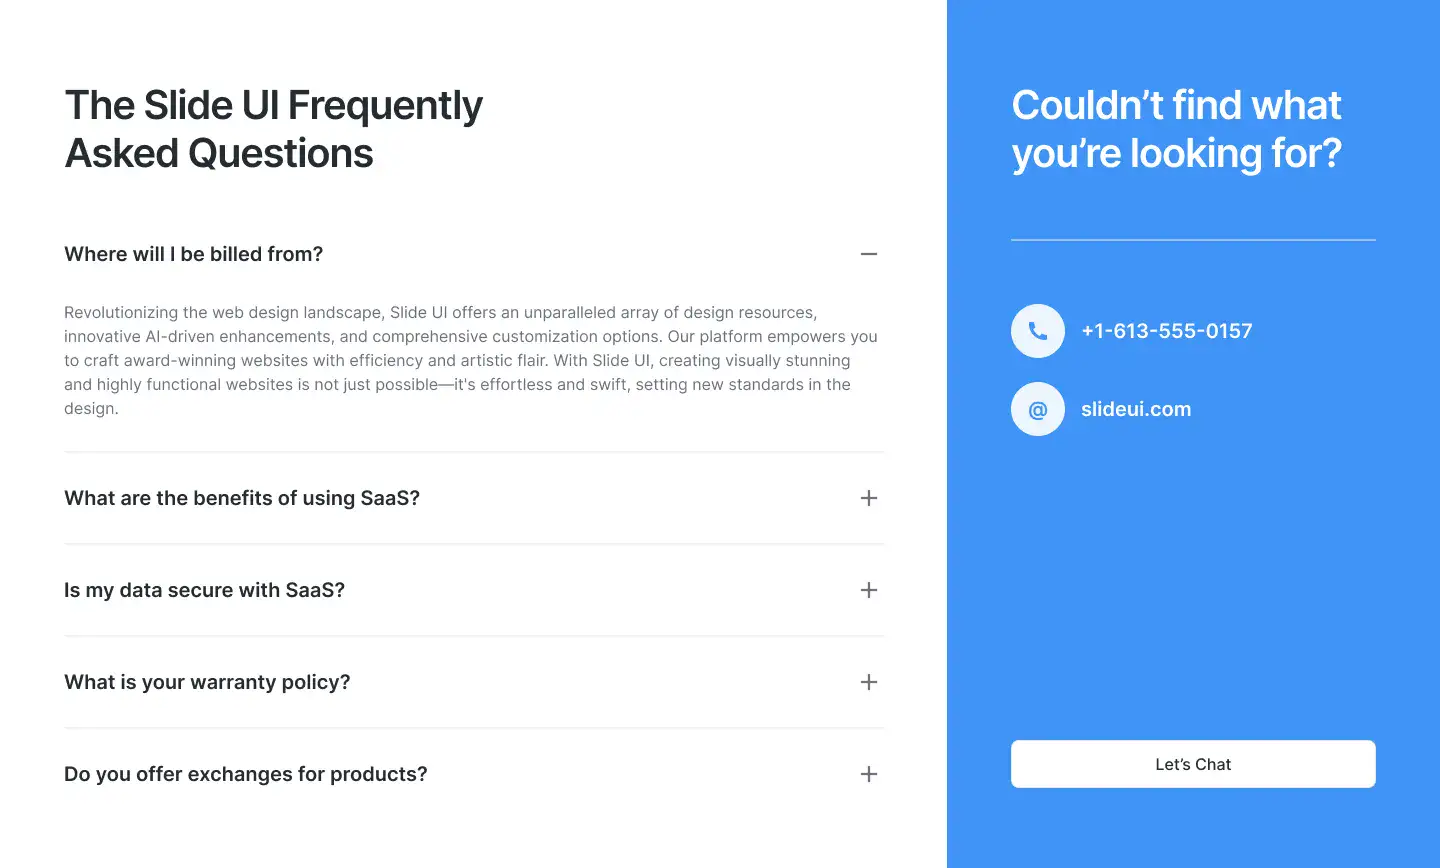 The Slide UI Frequently
Asked Questions
Where will I be billed from?
Revolutionizing the web design landscape, Slide UI offers an unparalleled array of design resources,
innovative AI-driven enhancements, and comprehensive customization options. Our platform empowers you
to craft award-winning websites with efficiency and artistic flair. With Slide UI, creating visually stunning
and highly functional websites is not just possible—it's effortless and swift, setting new standards in the
design.
What are the benefits of using SaaS?
Is my data secure with SaaS?
What is your warranty policy?
Do you offer exchanges for products?
Couldn’t find what
you’re looking for?
+1-613-555-0157
@ slideui.com
Let’s Chat